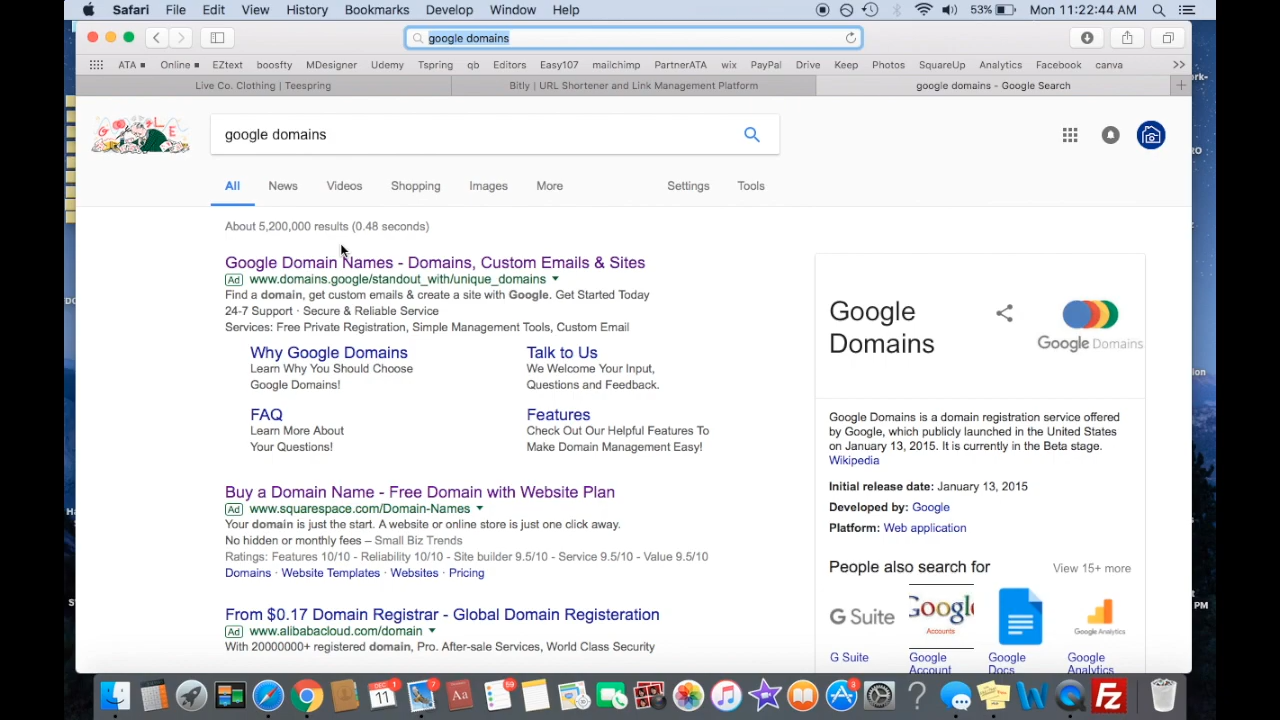 Safari File Edit View History Bookmarks Develop Window Help 53% Mon 11:22:44 AM
google domains
ATA Online EZtext boostly MDesigner Udemy Tspring qb Editors Easy107 mailchimp PartnerATA wix PayPal Drive Keep Photos SquareUp Analytics Facebook canva >>
Live Co. Clothing | Teespring Bitly | URL Shortener and Link Management Platform google domains - Google Search
google domains
All News Videos Shopping Images More Settings Tools
About 5,200,000 results (0.48 seconds)
Google Domain Names - Domains, Custom Emails & Sites
Ad www.domains.google/standout_with/unique_domains
Find a domain, get custom emails & create a site with Google. Get Started Today
24-7 Support · Secure & Reliable Service
Services: Free Private Registration, Simple Management Tools, Custom Email
Why Google Domains
Learn Why You Should Choose
Google Domains!
Talk to Us
We Welcome Your Input,
Questions and Feedback.
FAQ
Learn More About
Your Questions!
Features
Check Out Our Helpful Features To
Make Domain Management Easy!
Buy a Domain Name - Free Domain with Website Plan
Ad www.squarespace.com/Domain-Names
Your domain is just the start. A website or online store is just one click away.
No hidden or monthly fees – Small Biz Trends
Ratings: Features 10/10 - Reliability 10/10 - Site builder 9.5/10 - Service 9.5/10 - Value 9.5/10
Domains · Website Templates · Websites · Pricing
From $0.17 Domain Registrar - Global Domain Registeration
Ad www.alibabacloud.com/domain
With 20000000+ registered domain, Pro. After-sale Services, World Class Security
Google
Domains
Google Domains
Google Domains is a domain registration service offered
by Google, which publicly launched in the United States
on January 13, 2015. It is currently in the Beta stage.
Wikipedia
Initial release date: January 13, 2015
Developed by: Google
Platform: Web application
People also search for View 15+ more
G Suite
Google
Accounts
Google Analytics
G Suite
Google
Account
Google
Docs
Google
Analytics
PM